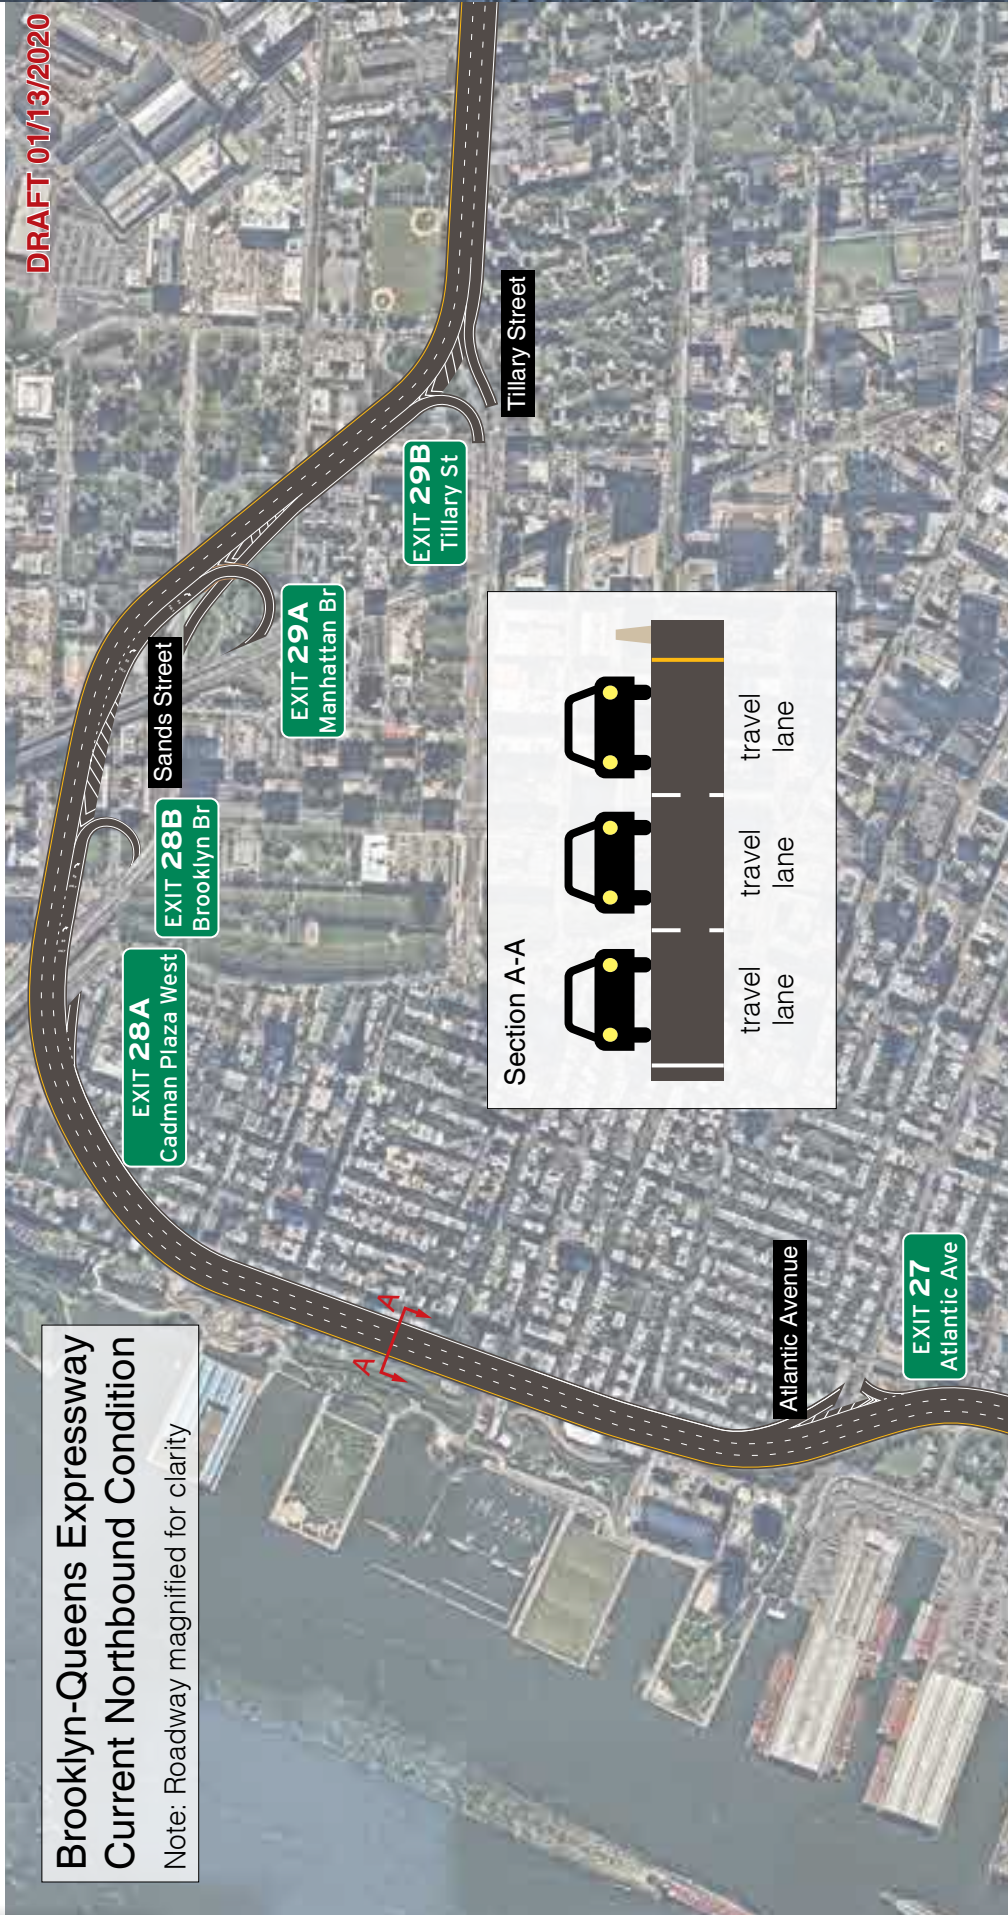 DRAFT 01/13/2020
Brooklyn-Queens Expressway
Current Northbound Condition
Note: Roadway magnified for clarity
A
A
EXIT 28A
Cadman Plaza West
EXIT 28B
Brooklyn Br
Sands Street
EXIT 29A
Manhattan Br
EXIT 29B
Tillary St
Tillary Street
Section A-A
travel
lane
travel
lane
travel
lane
Atlantic Avenue
EXIT 27
Atlantic Ave